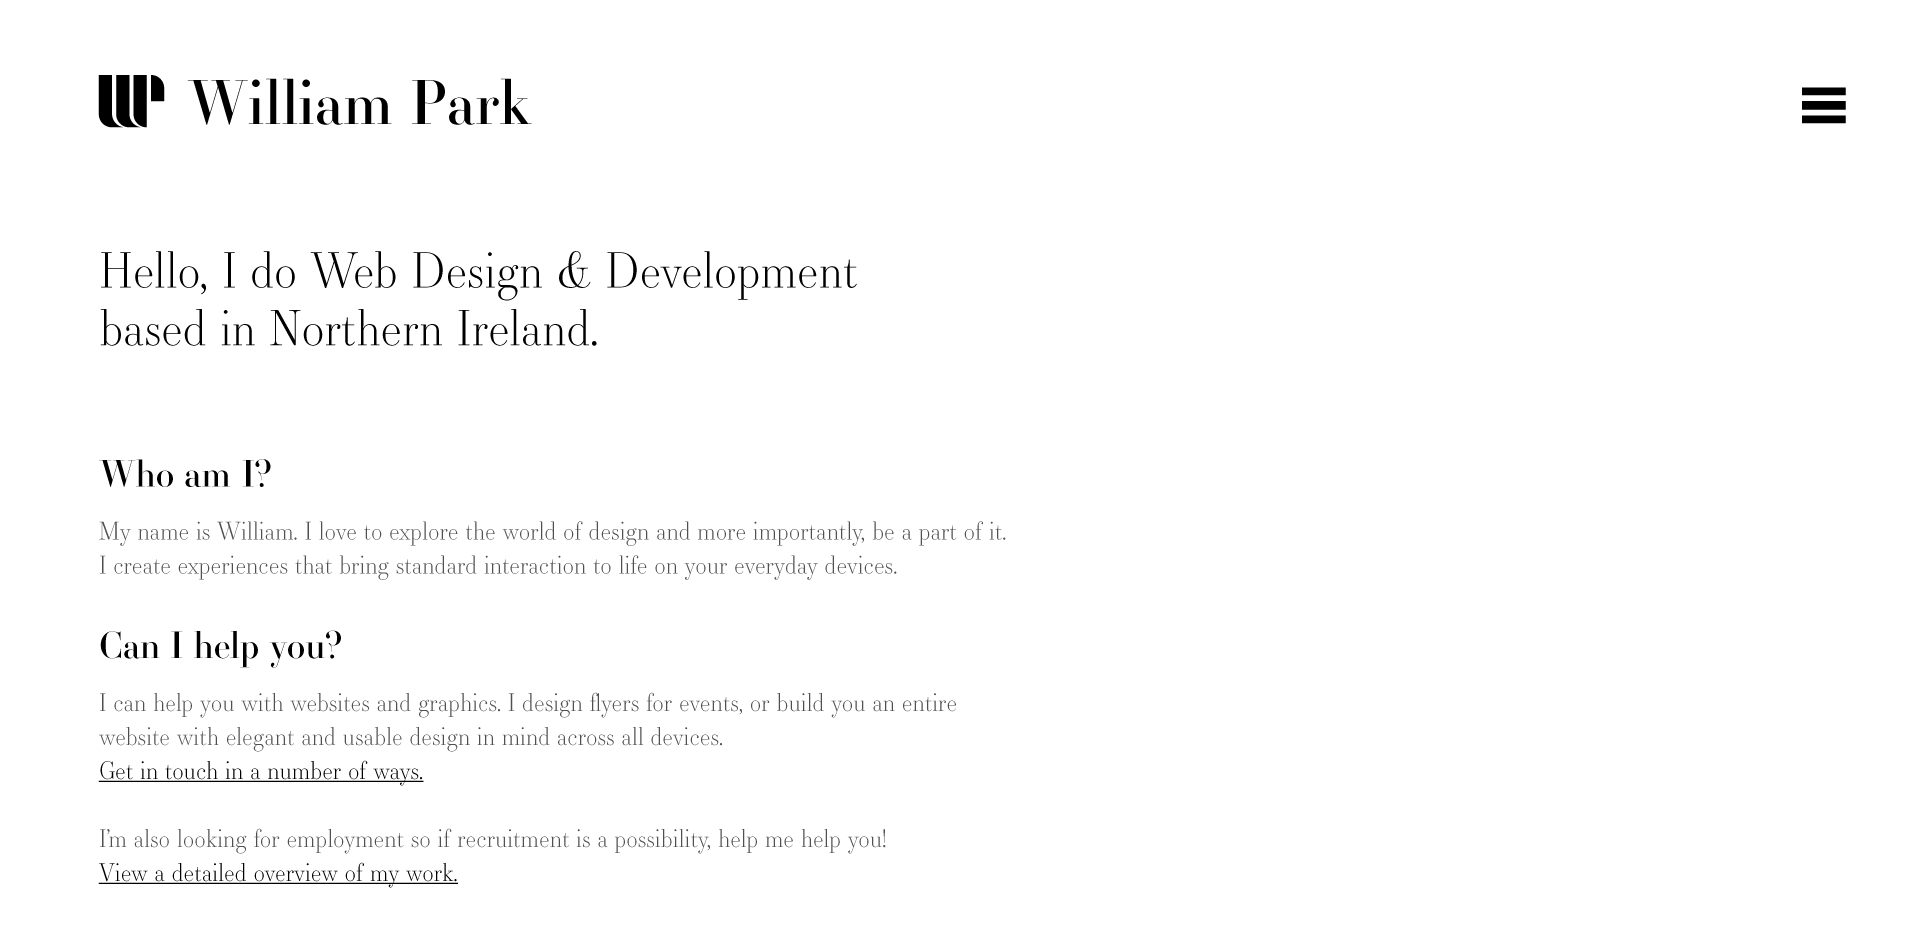 William Park
Hello, I do Web Design & Development
based in Northern Ireland.
Who am I?
My name is William. I love to explore the world of design and more importantly, be a part of it.
I create experiences that bring standard interaction to life on your everyday devices.
Can I help you?
I can help you with websites and graphics. I design flyers for events, or build you an entire
website with elegant and usable design in mind across all devices.
Get in touch in a number of ways.
I'm also looking for employment so if recruitment is a possibility, help me help you!
View a detailed overview of my work.